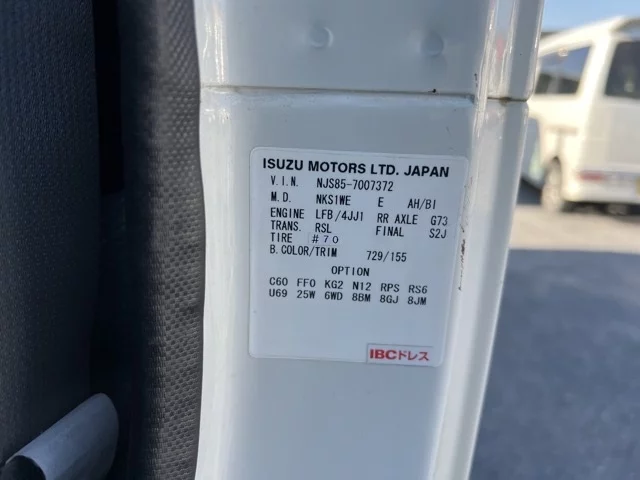 ISUZU MOTORS LTD. JAPAN
V.I.N. NJS85-7007372
M.D. NKS1WE E AH/BI
ENGINE LFB/4JJ1 RR AXLE G73
TRANS. RSL FINAL S2J
TIRE #70
B.COLOR/TRIM 729/155
OPTION
C60 FF0 KG2 N12 RPS RS6
U69 25W 6WD 8BM 8GJ 8JM
IBCドレス